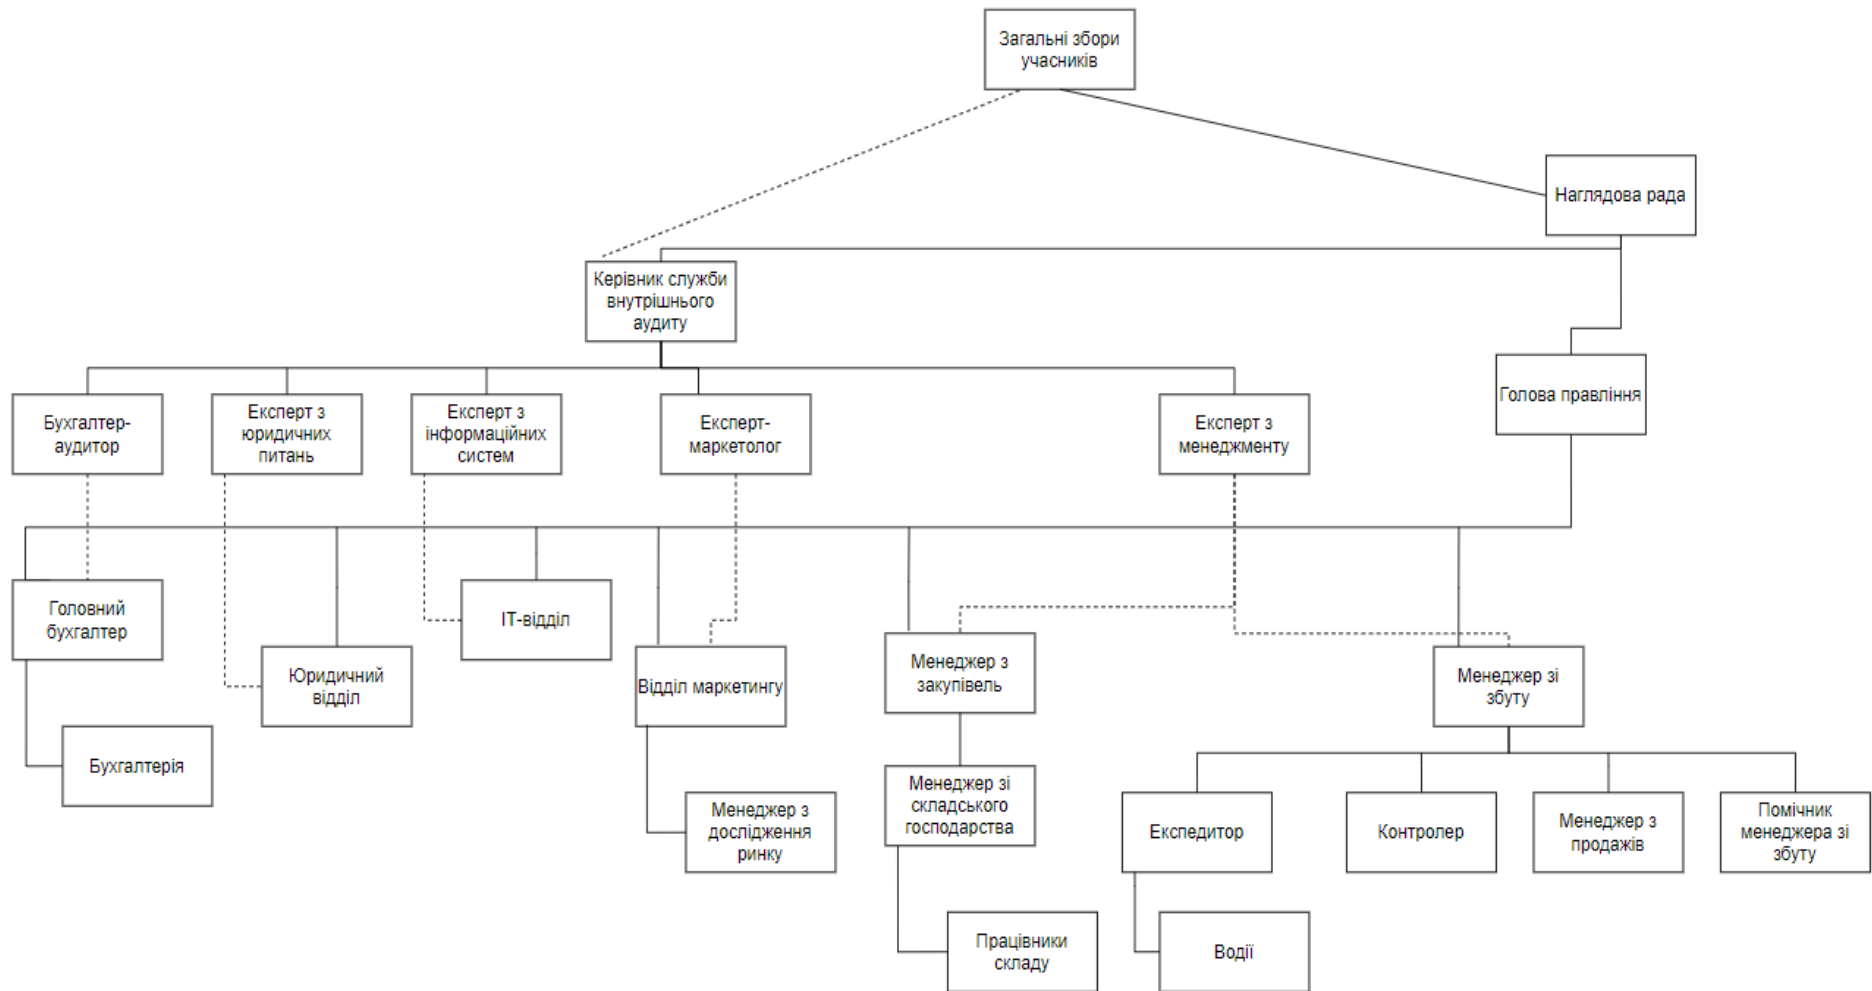 Загальні збори
учасників
Наглядова рада
Керівник служби
внутрішнього
аудиту
Голова правління
Бухгалтер-
аудитор
Експерт з
юридичних
питань
Експерт з
інформаційних
систем
Експерт-
маркетолог
Експерт з
менеджменту
Головний
бухгалтер
Юридичний
відділ
ІТ-відділ
Відділ маркетингу
Менеджер з
закупівель
Менеджер зі
збуту
Бухгалтерія
Менеджер з
дослідження
ринку
Менеджер зі
складського
господарства
Експедитор
Контролер
Менеджер з
продажів
Помічник
менеджера зі
збуту
Працівники
складу
Водії